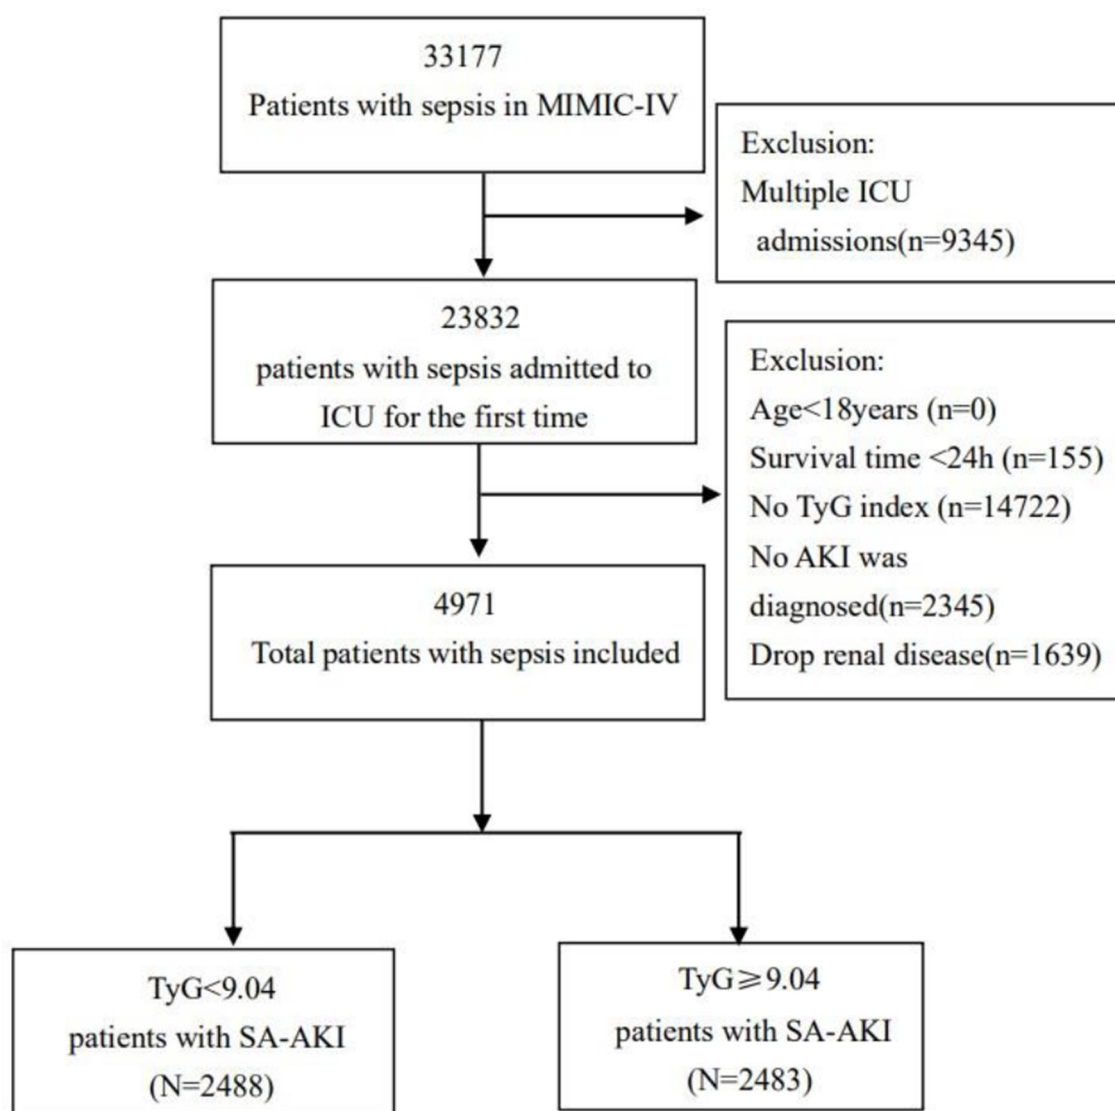 33177
Patients with sepsis in MIMIC-IV
Exclusion:
Multiple ICU
admissions(n=9345)
23832
patients with sepsis admitted to
ICU for the first time
Exclusion:
Age<18years (n=0)
Survival time <24h (n=155)
No TyG index (n=14722)
No AKI was
diagnosed(n=2345)
Drop renal disease(n=1639)
4971
Total patients with sepsis included
TyG<9.04
patients with SA-AKI
(N=2488)
TyG⩾9.04
patients with SA-AKI
(N=2483)